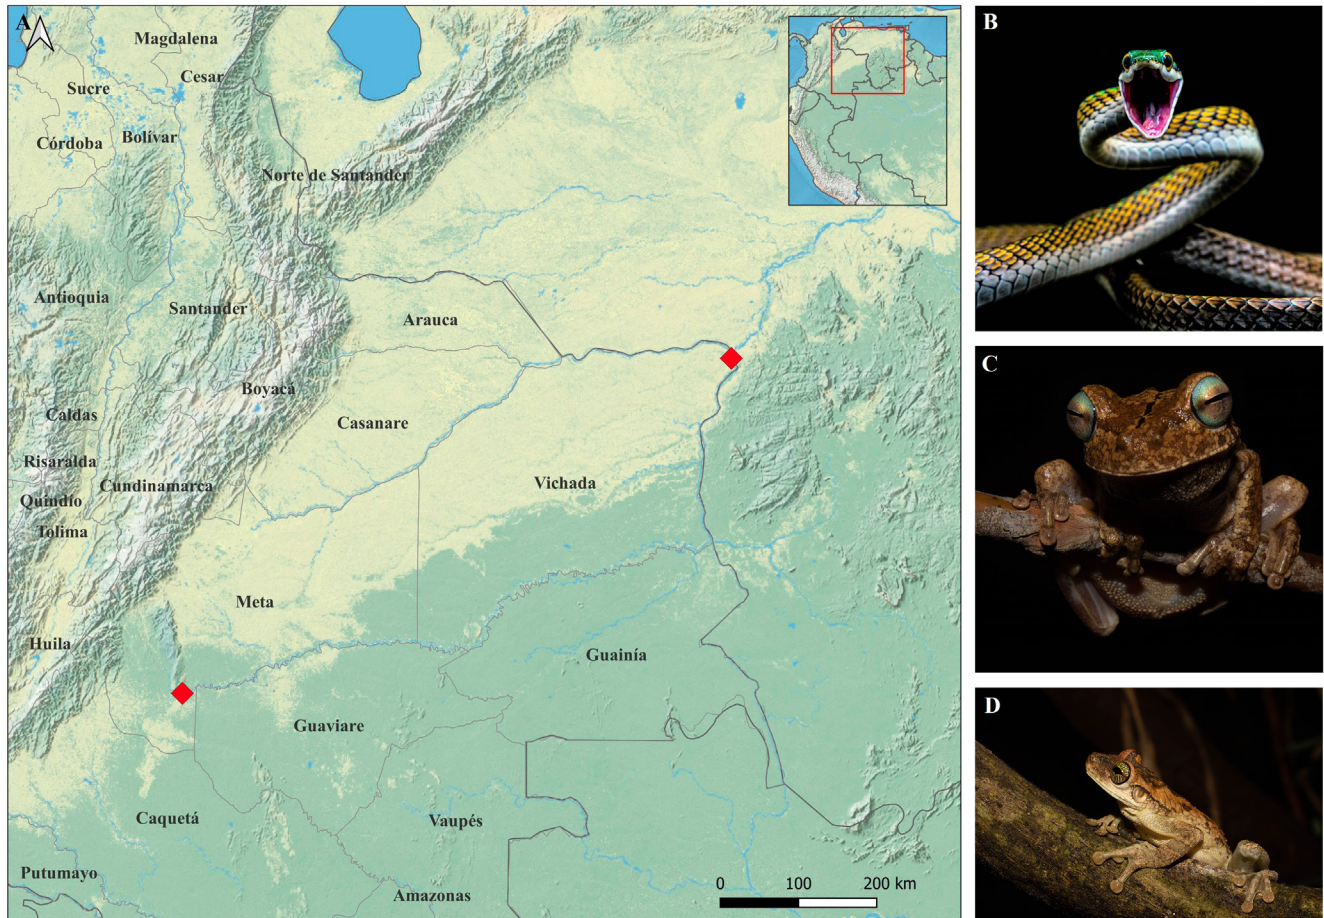 A
Magdalena
Cesar
Sucre
Córdoba
Bolívar
Norte de Santander
Antioquia
Santander
Arauca
Boyacá
Caldas
Casanare
Risaralda
Quindío
Cundinamarca
Vichada
Tolima
Meta
Huila
Guainía
Guaviare
Caquetá
Vaupés
Putumayo
Amazonas
0 100 200 km
B
C
D